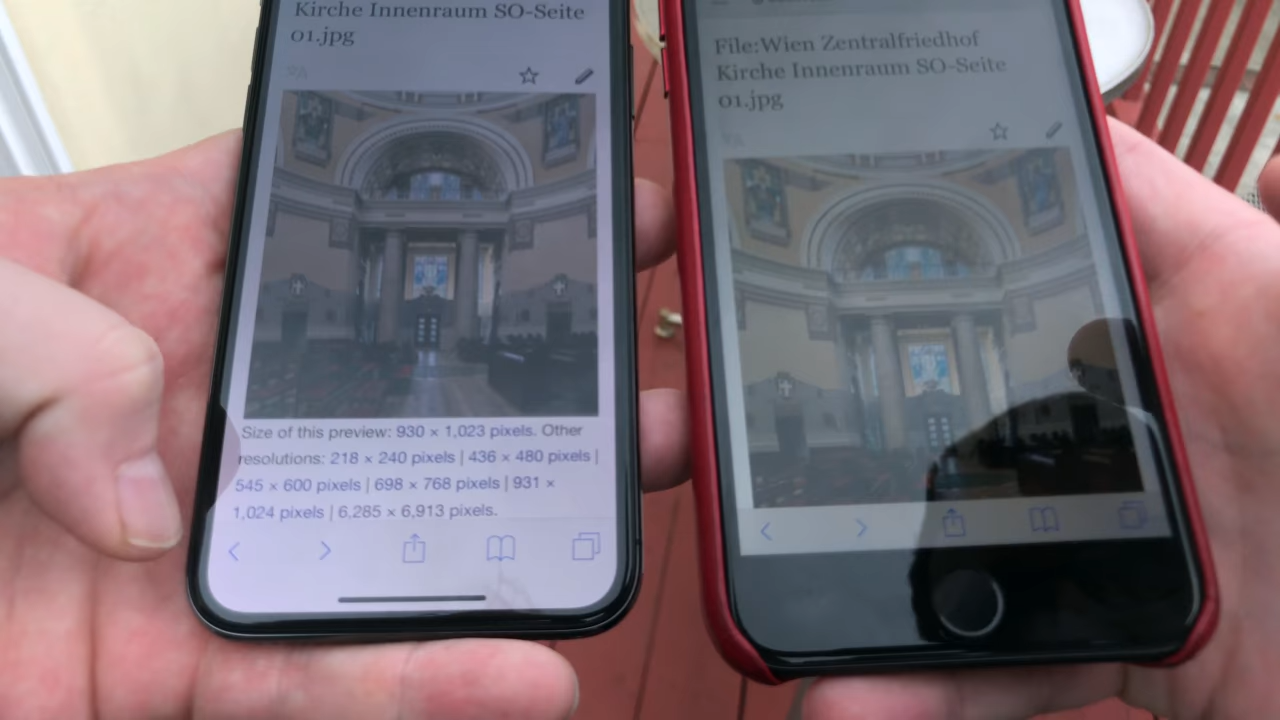 Kirche Innenraum SO-Seite
01.jpg
Size of this preview: 930 × 1,023 pixels. Other
resolutions: 218 × 240 pixels | 436 × 480 pixels |
545 × 600 pixels | 698 × 768 pixels | 931 ×
1,024 pixels | 6,285 × 6,913 pixels.
File:Wien Zentralfriedhof
Kirche Innenraum SO-Seite
01.jpg